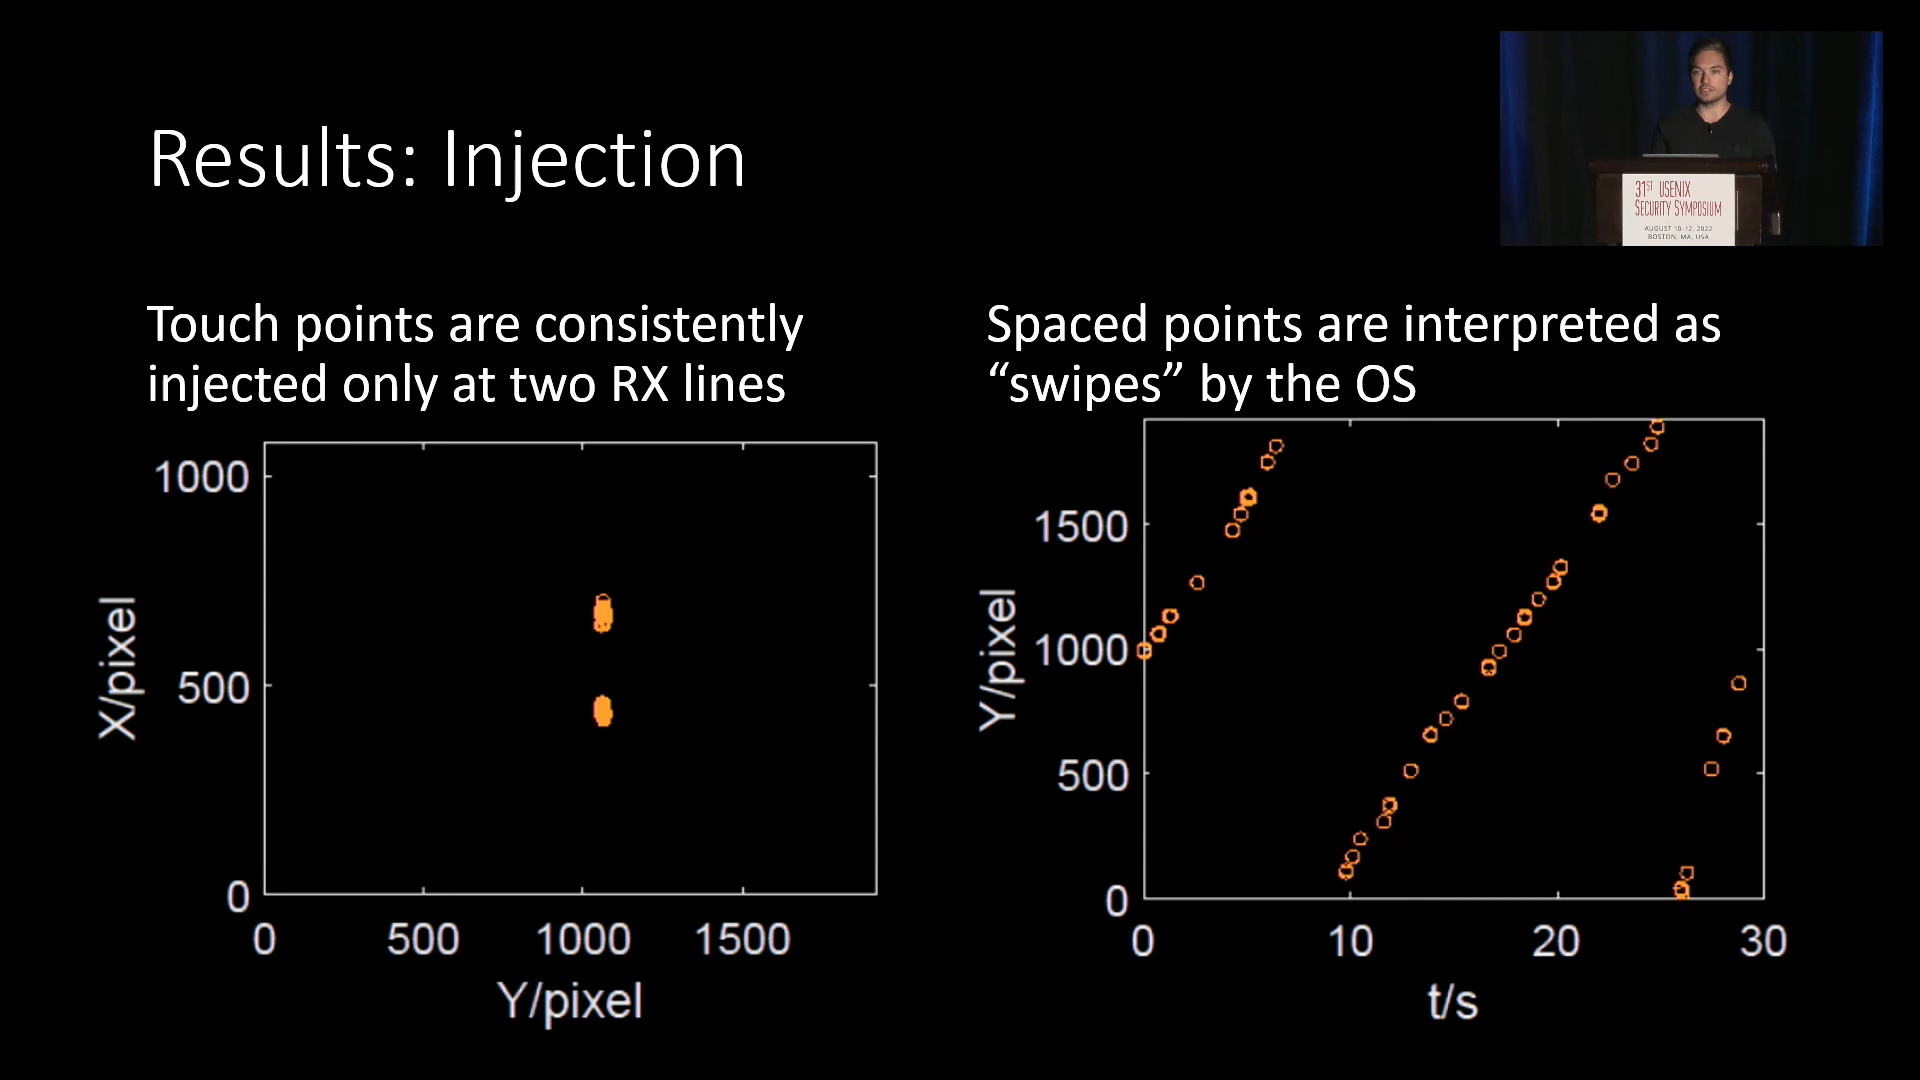 Results: Injection
31ST USENIX
SECURITY SYMPOSIUM
AUGUST 10-12, 2022
BOSTON, MA, USA
Touch points are consistently
injected only at two RX lines
1000
500
0
X/pixel
0 500 1000 1500
Y/pixel
Spaced points are interpreted as
“swipes” by the OS
1500
1000
500
0
Y/pixel
0 10 20 30
t/s